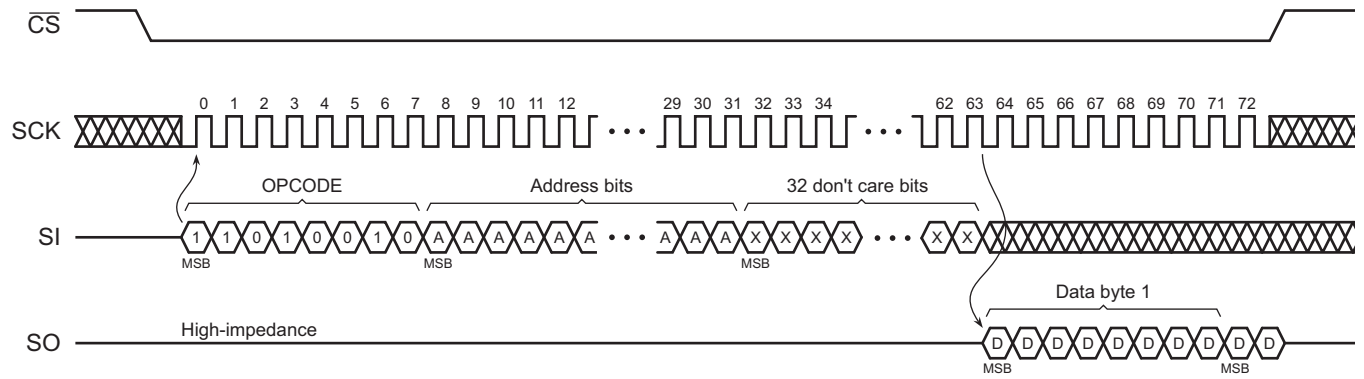 CS
0 1 2 3 4 5 6 7 8 9 10 11 12 29 30 31 32 33 34 62 63 64 65 66 67 68 69 70 71 72
SCK
OPCODE Address bits 32 don't care bits
SI 1 1 0 1 0 0 1 0 A A A A A A A A A X X X X X X
MSB MSB MSB
Data byte 1
High-impedance
SO D D D D D D D D D D
MSB MSB